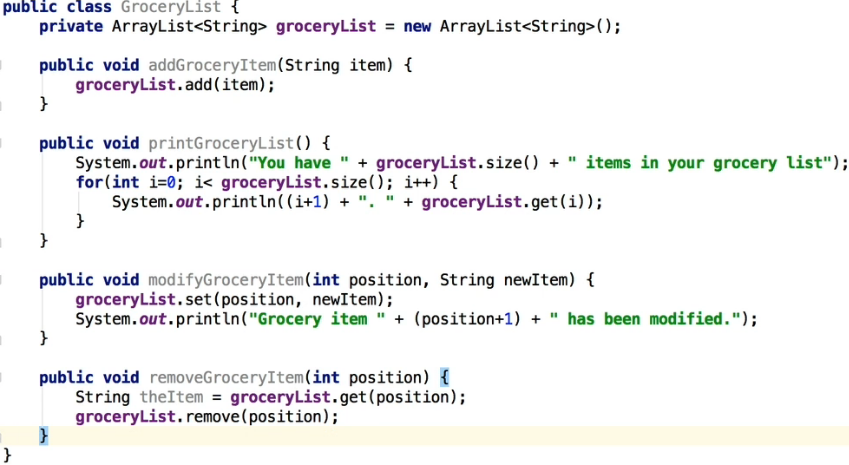 public class GroceryList {
    private ArrayList<String> groceryList = new ArrayList<String>();

    public void addGroceryItem(String item) {
        groceryList.add(item);
    }

    public void printGroceryList() {
        System.out.println("You have " + groceryList.size() + " items in your grocery list");
        for(int i=0; i< groceryList.size(); i++) {
            System.out.println((i+1) + ". " + groceryList.get(i));
        }
    }

    public void modifyGroceryItem(int position, String newItem) {
        groceryList.set(position, newItem);
        System.out.println("Grocery item " + (position+1) + " has been modified.");
    }

    public void removeGroceryItem(int position) {
        String theItem = groceryList.get(position);
        groceryList.remove(position);
    }
}